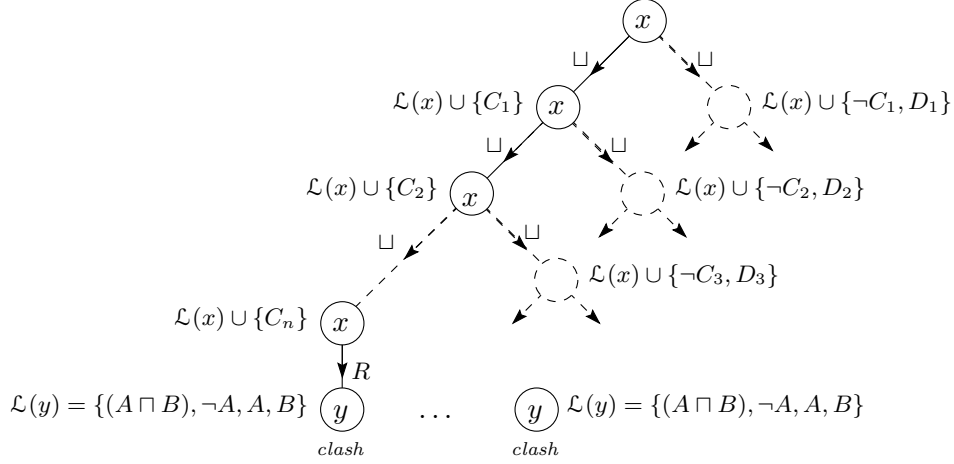 x
⊔ ⊔
ℒ(x) ∪ {C₁} x ℒ(x) ∪ {¬C₁, D₁}
⊔ ⊔
ℒ(x) ∪ {C₂} x ℒ(x) ∪ {¬C₂, D₂}
⊔ ⊔
ℒ(x) ∪ {¬C₃, D₃}
ℒ(x) ∪ {Cₙ} x
R
ℒ(y) = {(A ⊓ B), ¬A, A, B} y ... y ℒ(y) = {(A ⊓ B), ¬A, A, B}
clash clash